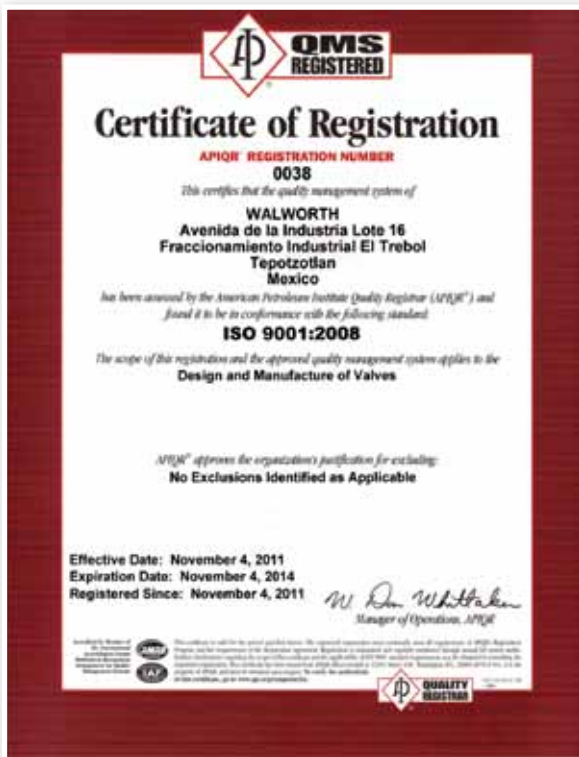 API
QMS
REGISTERED
®
Certificate of Registration
APIQR® REGISTRATION NUMBER
0038
This certifies that the quality management system of
WALWORTH
Avenida de la Industria Lote 16
Fraccionamiento Industrial El Trebol
Tepotzotlan
Mexico
has been assessed by the American Petroleum Institute Quality Registrar (APIQR®) and
found it to be in conformance with the following standard:
ISO 9001:2008
The scope of this registration and the approved quality management system applies to the
Design and Manufacture of Valves
APIQR® approves the organization's justification for excluding:
No Exclusions Identified as Applicable
Effective Date: November 4, 2011
Expiration Date: November 4, 2014
Registered Since: November 4, 2011
W. Don Whittaker
Manager of Operations, APIQR
IAF
API
QUALITY
REGISTRAR